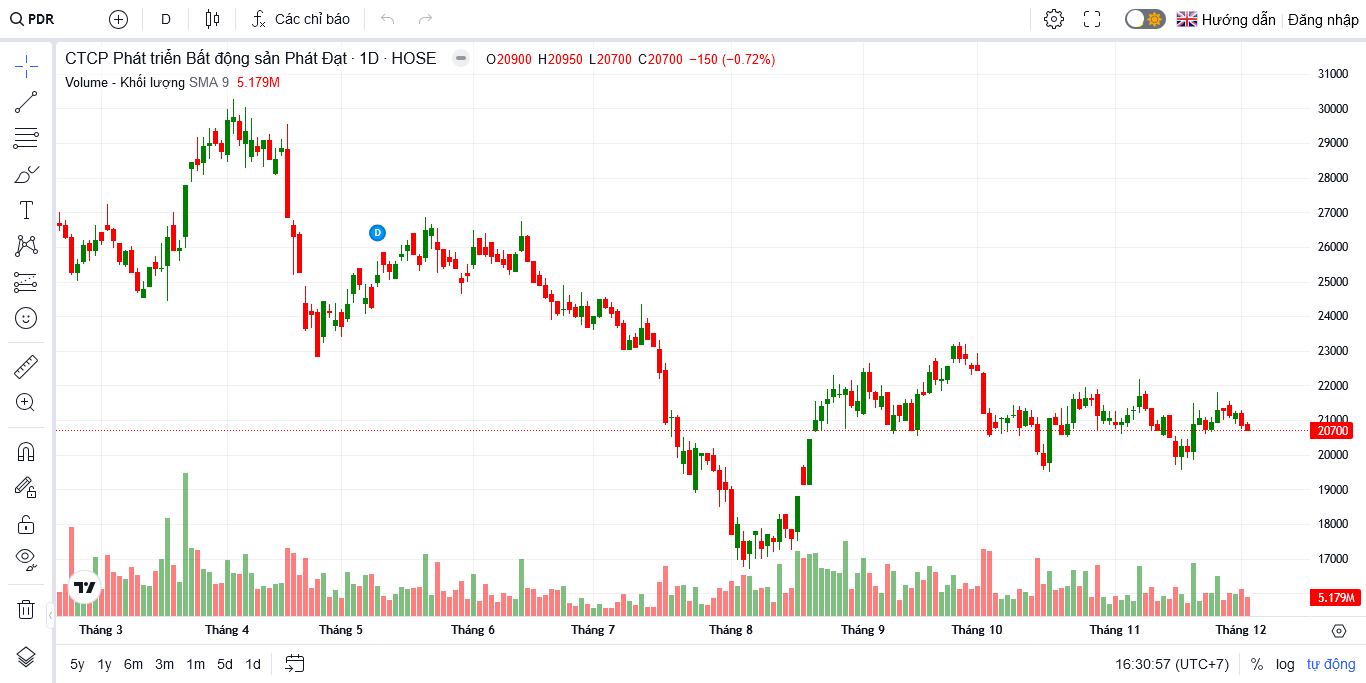 PDR D Các chỉ báo Hướng dẫn Đăng nhập
CTCP Phát triển Bất động sản Phát Đạt · 1D · HOSE O20900 H20950 L20700 C20700 −150 (−0.72%)
Volume - Khối lượng SMA 9 5.179M
D
31000
30000
29000
28000
27000
26000
25000
24000
23000
22000
21000
20700
20000
19000
18000
17000
5.179M
Tháng 3 Tháng 4 Tháng 5 Tháng 6 Tháng 7 Tháng 8 Tháng 9 Tháng 10 Tháng 11 Tháng 12
5y 1y 6m 3m 1m 5d 1d 16:30:57 (UTC+7) % log tự động